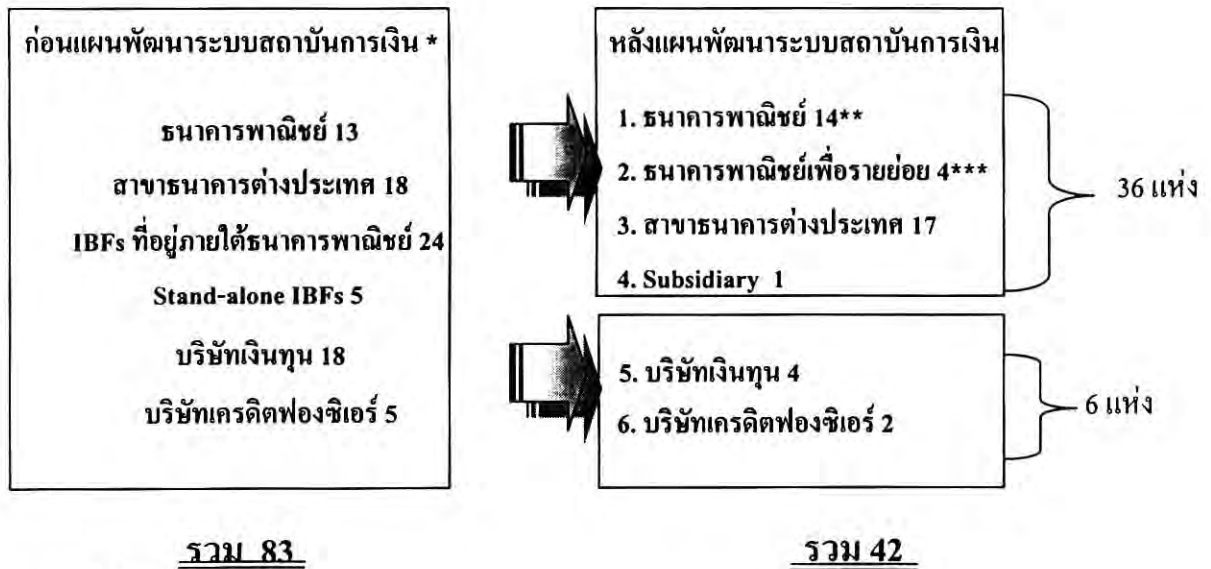 ก่อนแผนพัฒนาระบบสถาบันการเงิน *
ธนาคารพาณิชย์ 13
สาขาธนาคารต่างประเทศ 18
IBFs ที่อยู่ภายใต้ธนาคารพาณิชย์ 24
Stand-alone IBFs 5
บริษัทเงินทุน 18
บริษัทเครดิตฟองซิเอร์ 5
รวม 83
หลังแผนพัฒนาระบบสถาบันการเงิน
1. ธนาคารพาณิชย์ 14**
2. ธนาคารพาณิชย์เพื่อรายย่อย 4***
3. สาขาธนาคารต่างประเทศ 17
4. Subsidiary 1
36 แห่ง
5. บริษัทเงินทุน 4
6. บริษัทเครดิตฟองซิเอร์ 2
6 แห่ง
รวม 42